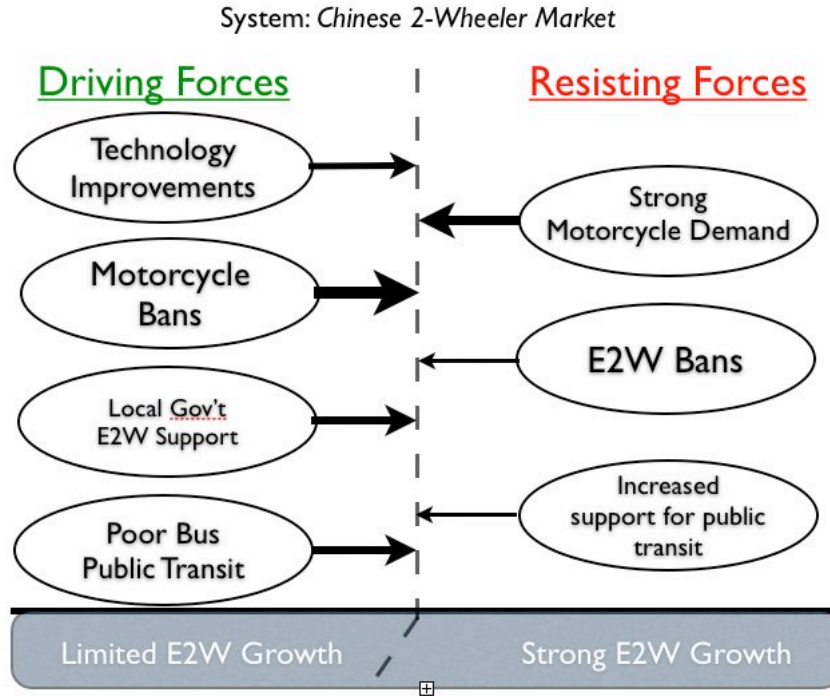 System: Chinese 2-Wheeler Market
Driving Forces
Resisting Forces
Technology
Improvements
Strong
Motorcycle Demand
Motorcycle
Bans
E2W Bans
Local Gov't
E2W Support
Increased
support for public
transit
Poor Bus
Public Transit
Limited E2W Growth
Strong E2W Growth